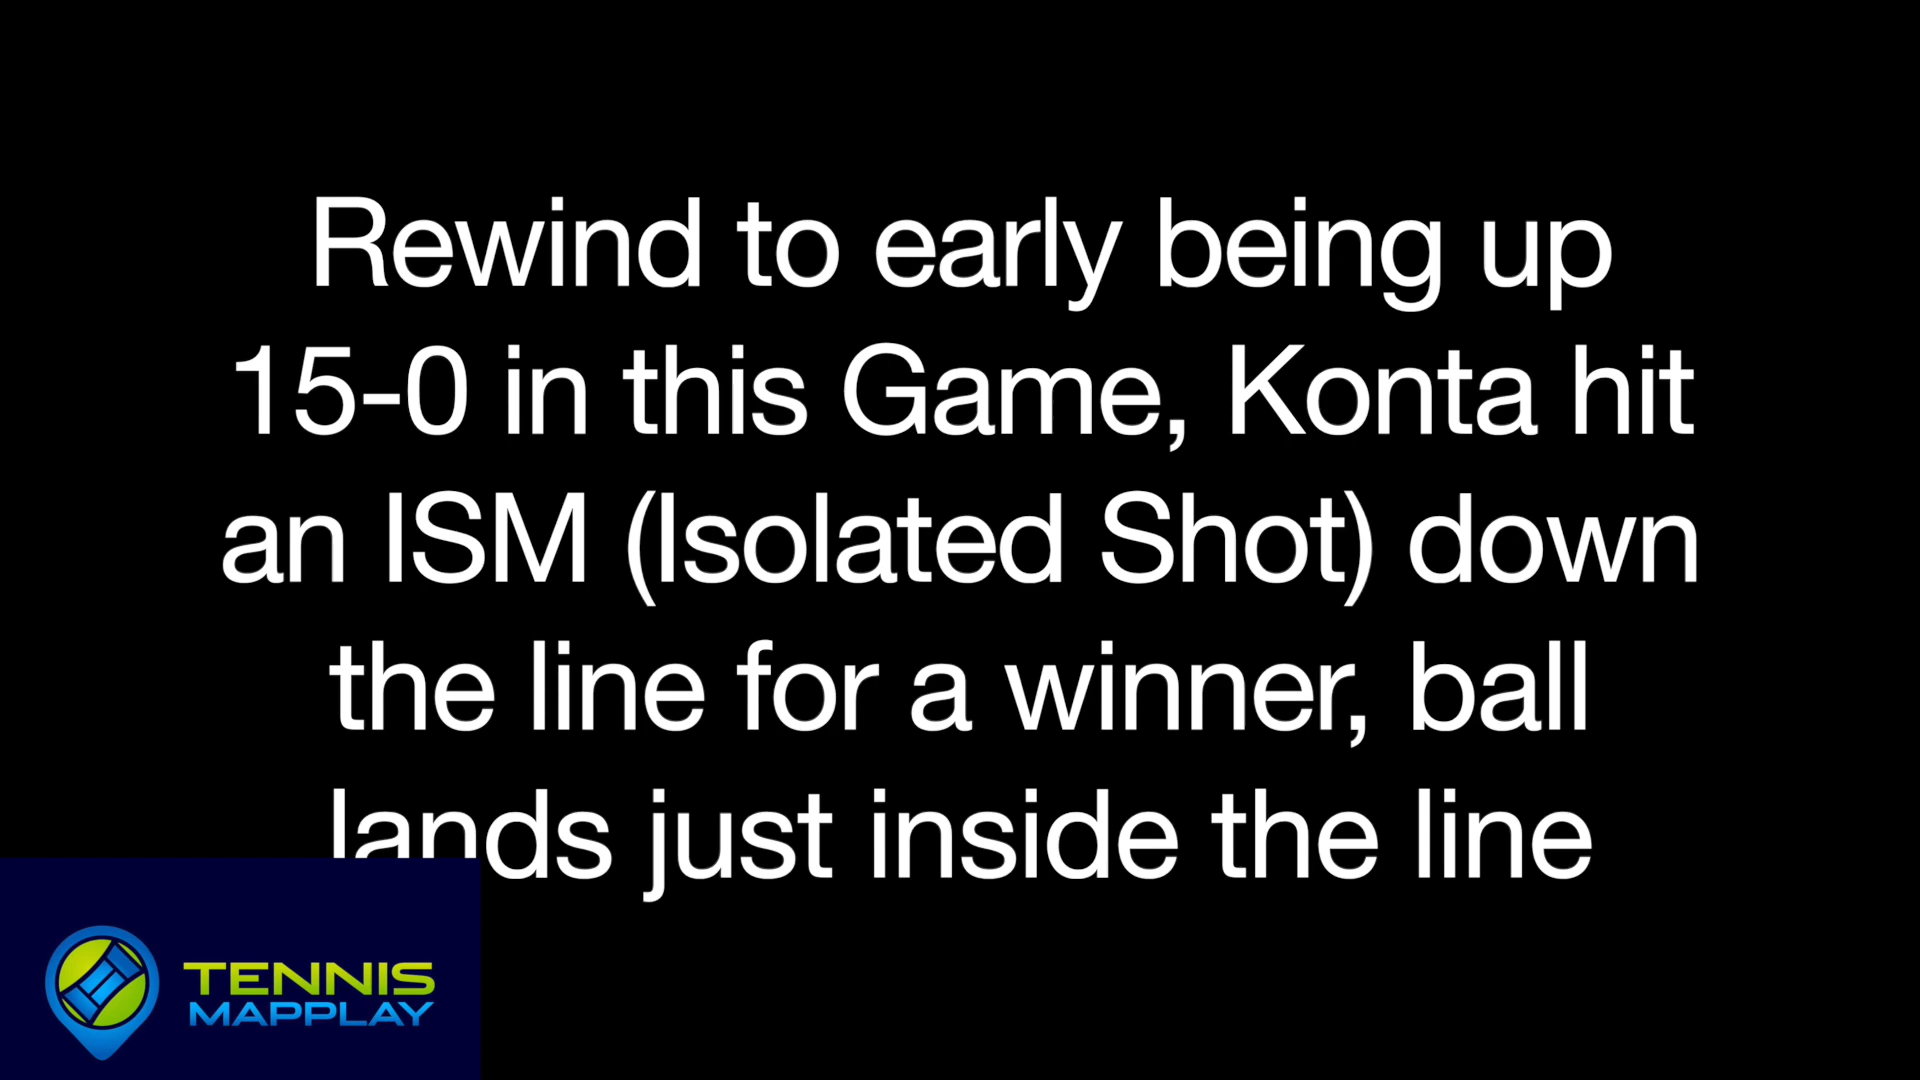 Rewind to early being up
15-0 in this Game, Konta hit
an ISM (Isolated Shot) down
the line for a winner, ball
lands just inside the line
TENNIS
MAPPLAY